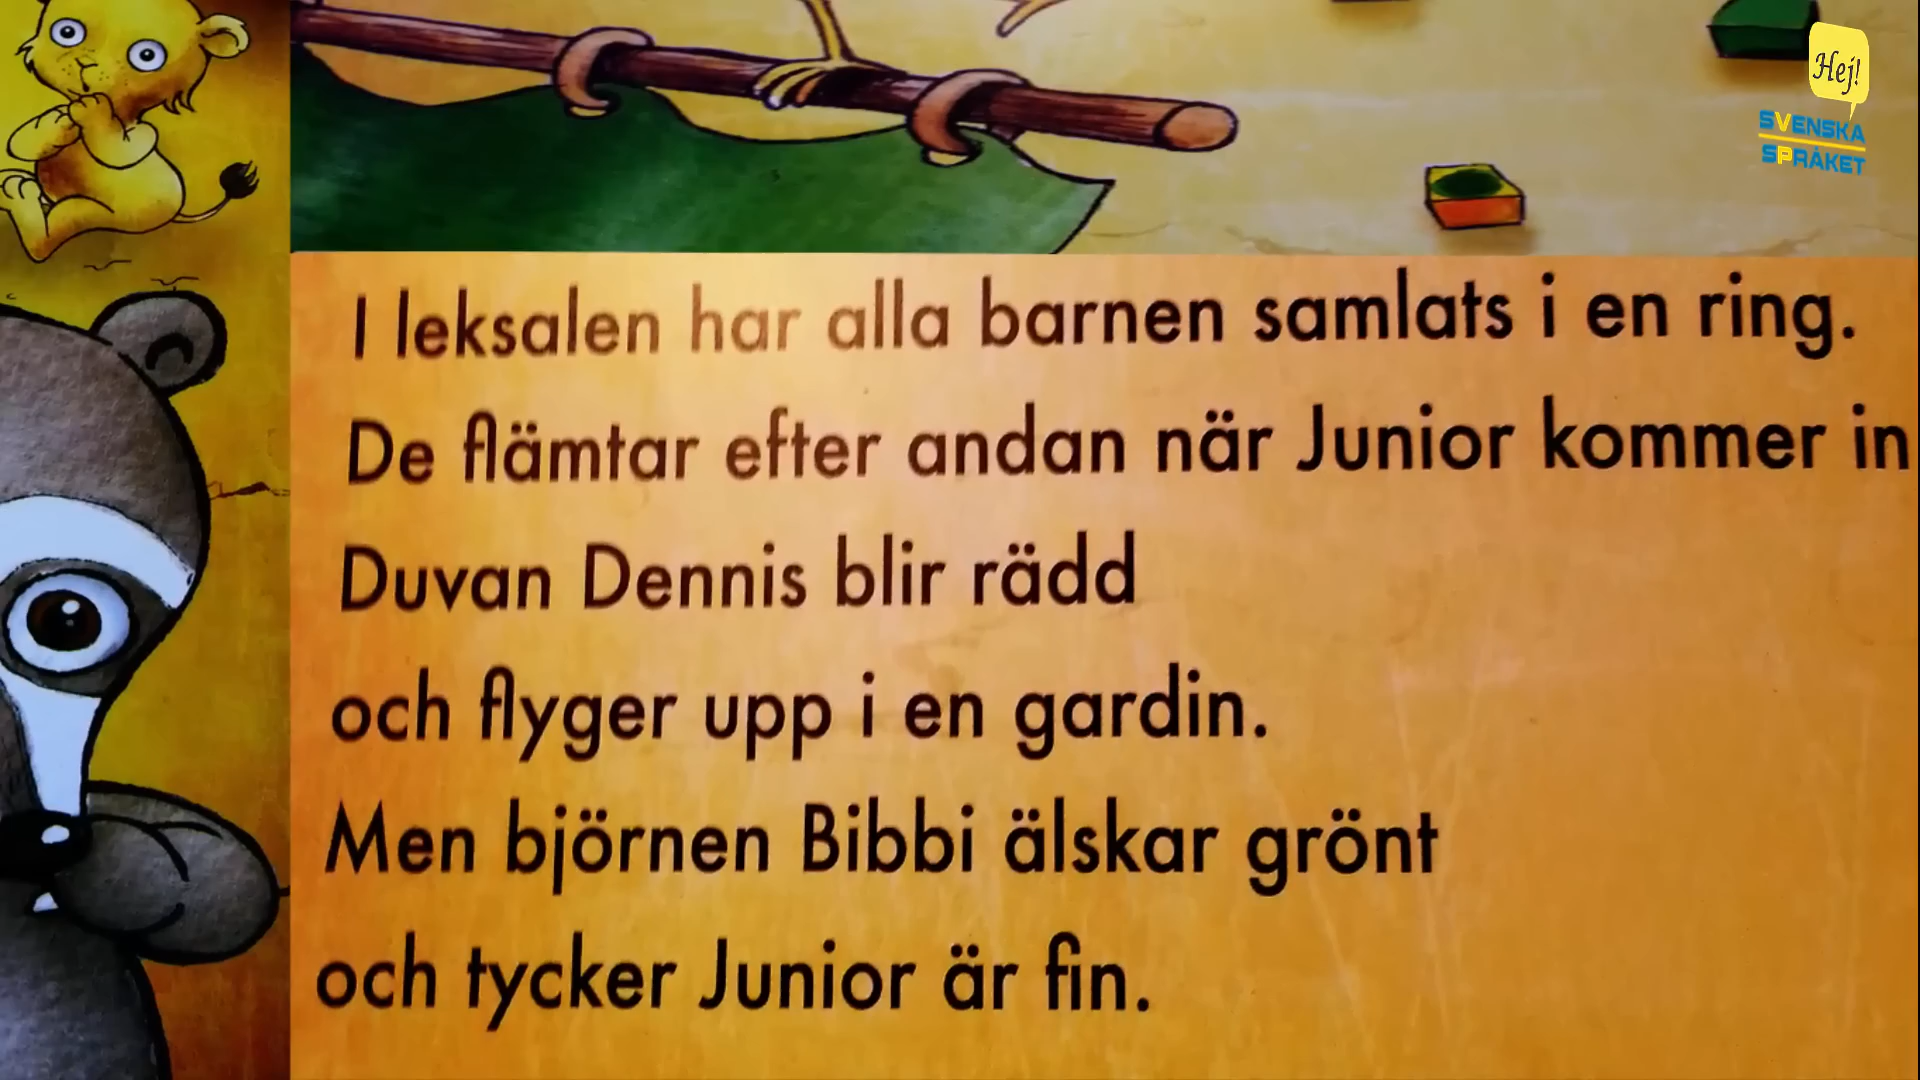 Hej!
SVENSKA
SPRÅKET
I leksalen har alla barnen samlats i en ring.
De flämtar efter andan när Junior kommer in
Duvan Dennis blir rädd
och flyger upp i en gardin.
Men björnen Bibbi älskar grönt
och tycker Junior är fin.